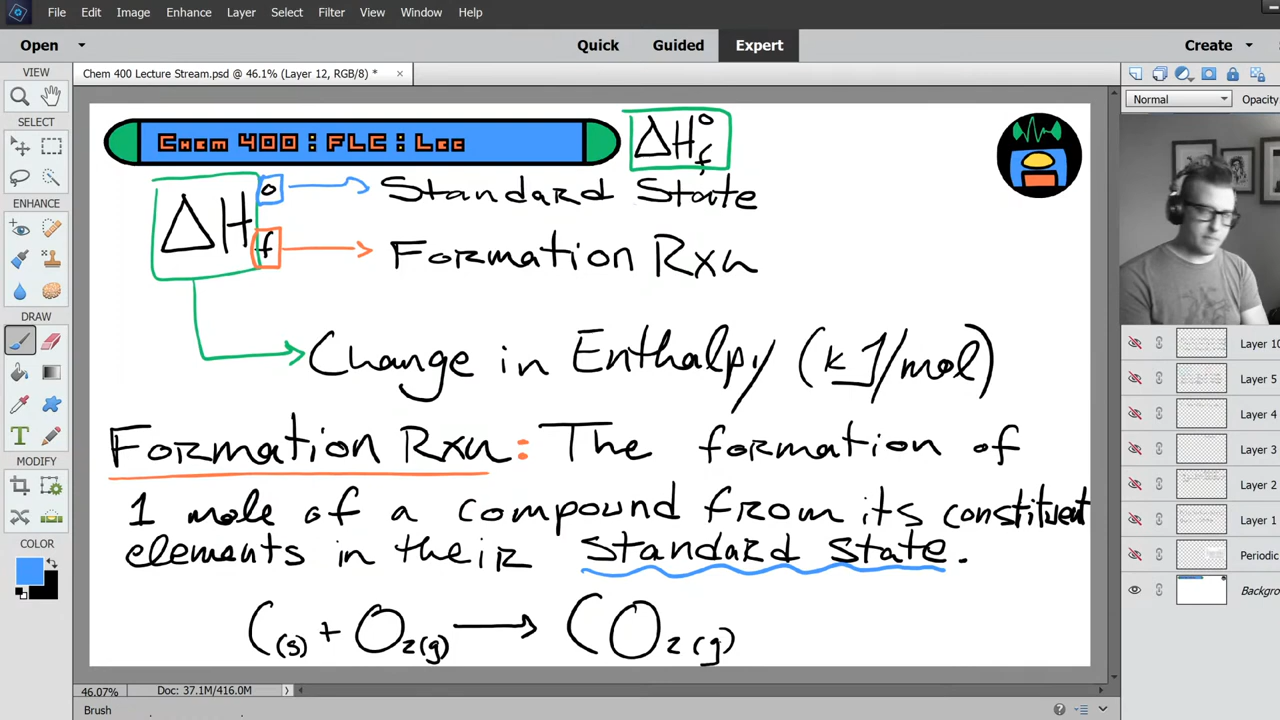 File Edit Image Layer Select Filter View Window Help
Open Quick Guided Expert Create
Chem 400 Lecture Stream.psd @ 46.1% (Layer 12, RGB/8) * ×
VIEW
SELECT
ENHANCE
DRAW
MODIFY
COLOR
Normal Opacity
Chem 400 : FLC : Lec
ΔH°f
ΔH°f
Standard State
Formation Rxn
Change in Enthalpy (kJ/mol)
Formation Rxn: The formation of
1 mole of a compound from its constituent
elements in their standard state.
C(s) + O2(g) → CO2(g)
Layer 10
Layer 5
Layer 4
Layer 3
Layer 2
Layer 1
Periodic
Backgro
46.07% Doc: 37.1M/416.0M
Brush